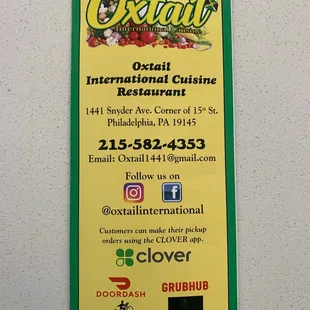 Oxtail
International Cuisine
Oxtail
International Cuisine
Restaurant
1441 Snyder Ave. Corner of 15th St.
Philadelphia, PA 19145
215-582-4353
Email: Oxtail1441@gmail.com
Follow us on
@oxtailinternational
Customers can make their pickup
orders using the CLOVER app.
clover
DOORDASH GRUBHUB